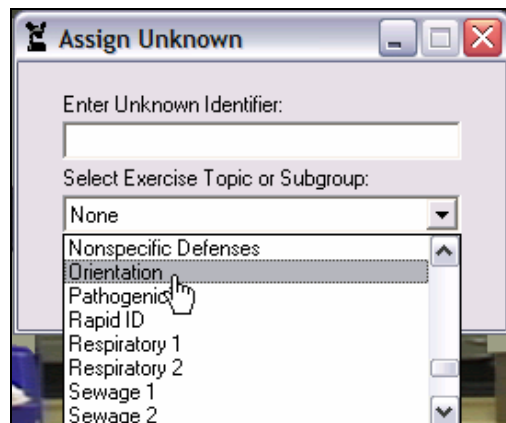 Assign Unknown
Enter Unknown Identifier:
Select Exercise Topic or Subgroup:
None
Nonspecific Defenses
Orientation
Pathogenic
Rapid ID
Respiratory 1
Respiratory 2
Sewage 1
Sewage 2